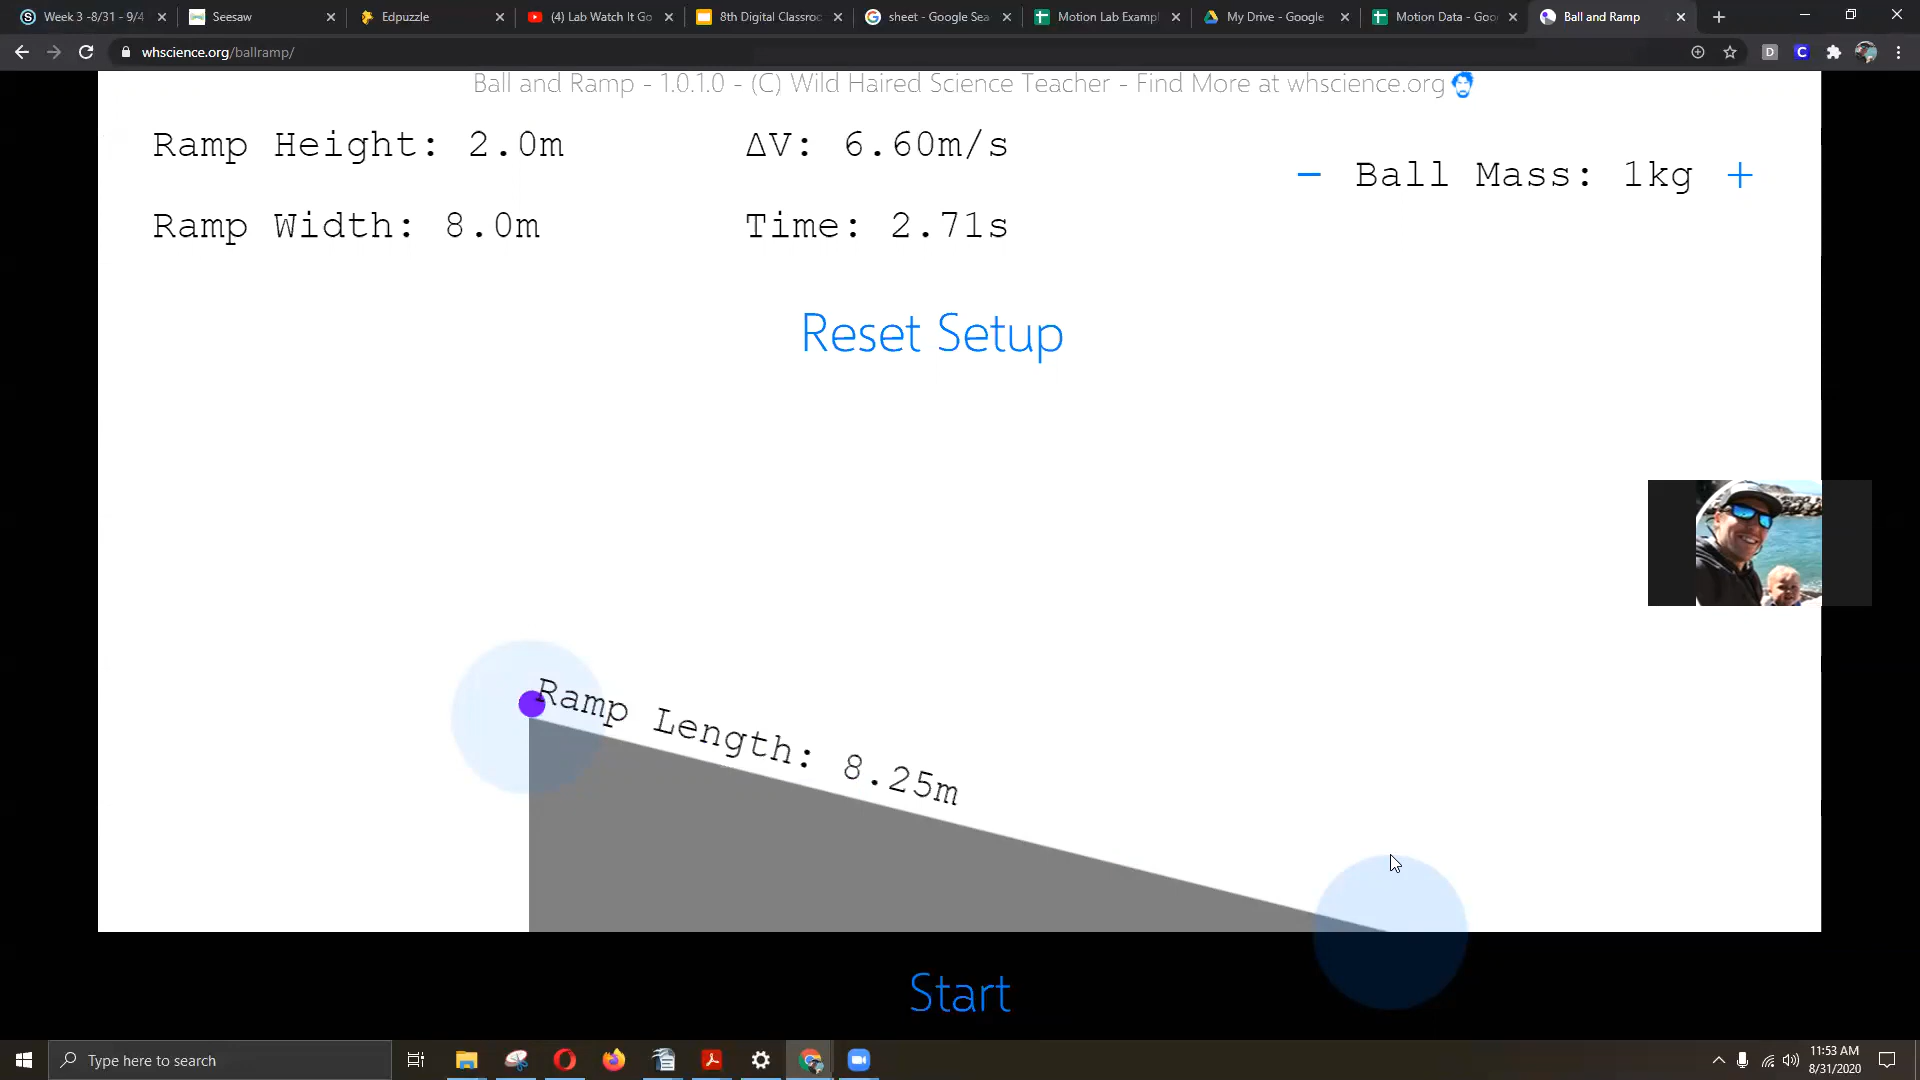 Week 3 -8/31 - 9/4
Seesaw
Edpuzzle
(4) Lab Watch It Go
8th Digital Classroo
sheet - Google Sea
Motion Lab Exampl
My Drive - Google
Motion Data - Goo
Ball and Ramp
whscience.org/ballramp/
D
C
Ball and Ramp - 1.0.1.0 - (C) Wild Haired Science Teacher - Find More at whscience.org
Ramp Height: 2.0m
ΔV: 6.60m/s
- Ball Mass: 1kg +
Ramp Width: 8.0m
Time: 2.71s
Reset Setup
Ramp Length: 8.25m
Start
Type here to search
11:53 AM
8/31/2020